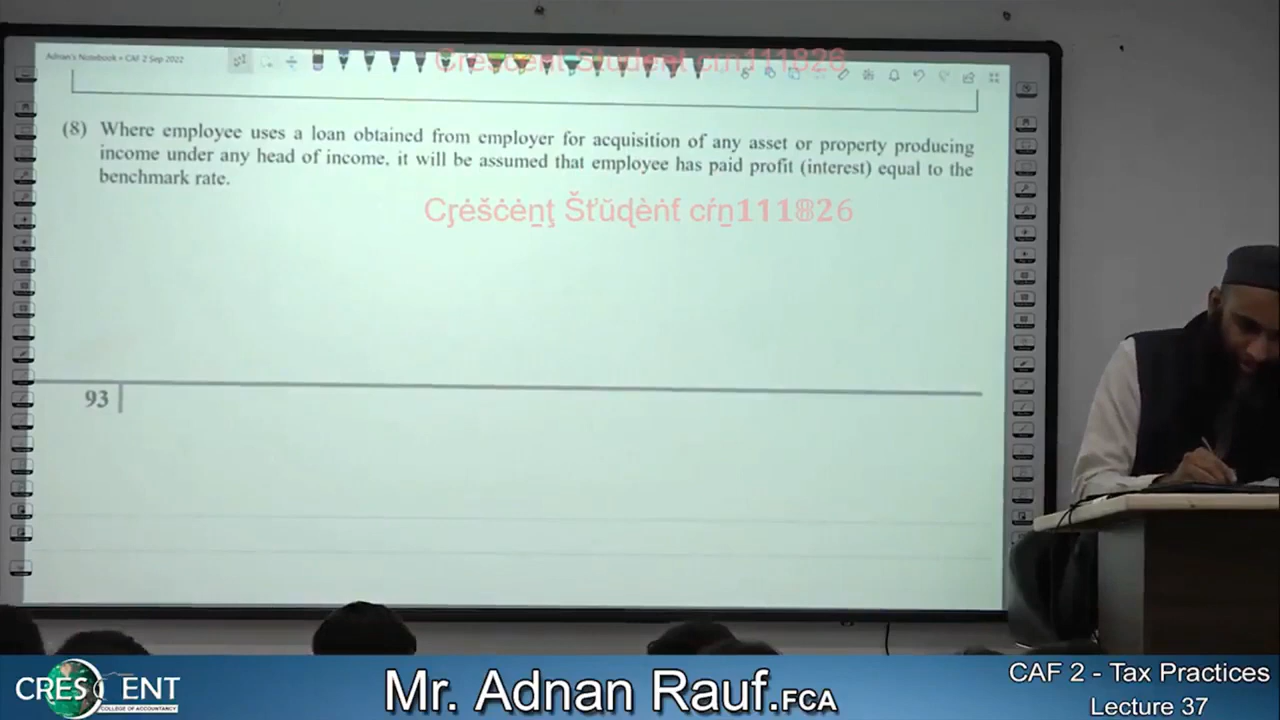 Adnan's Notebook • CAF 2 Sep 2022
Crescent Student crn111826
(8) Where employee uses a loan obtained from employer for acquisition of any asset or property producing
income under any head of income, it will be assumed that employee has paid profit (interest) equal to the
benchmark rate.
Çŗėšċėṉţ Šťŭɖèṅť cŕṉ111826
93
CRESCENT
COLLEGE OF ACCOUNTANCY
Mr. Adnan Rauf.FCA
CAF 2 - Tax Practices
Lecture 37